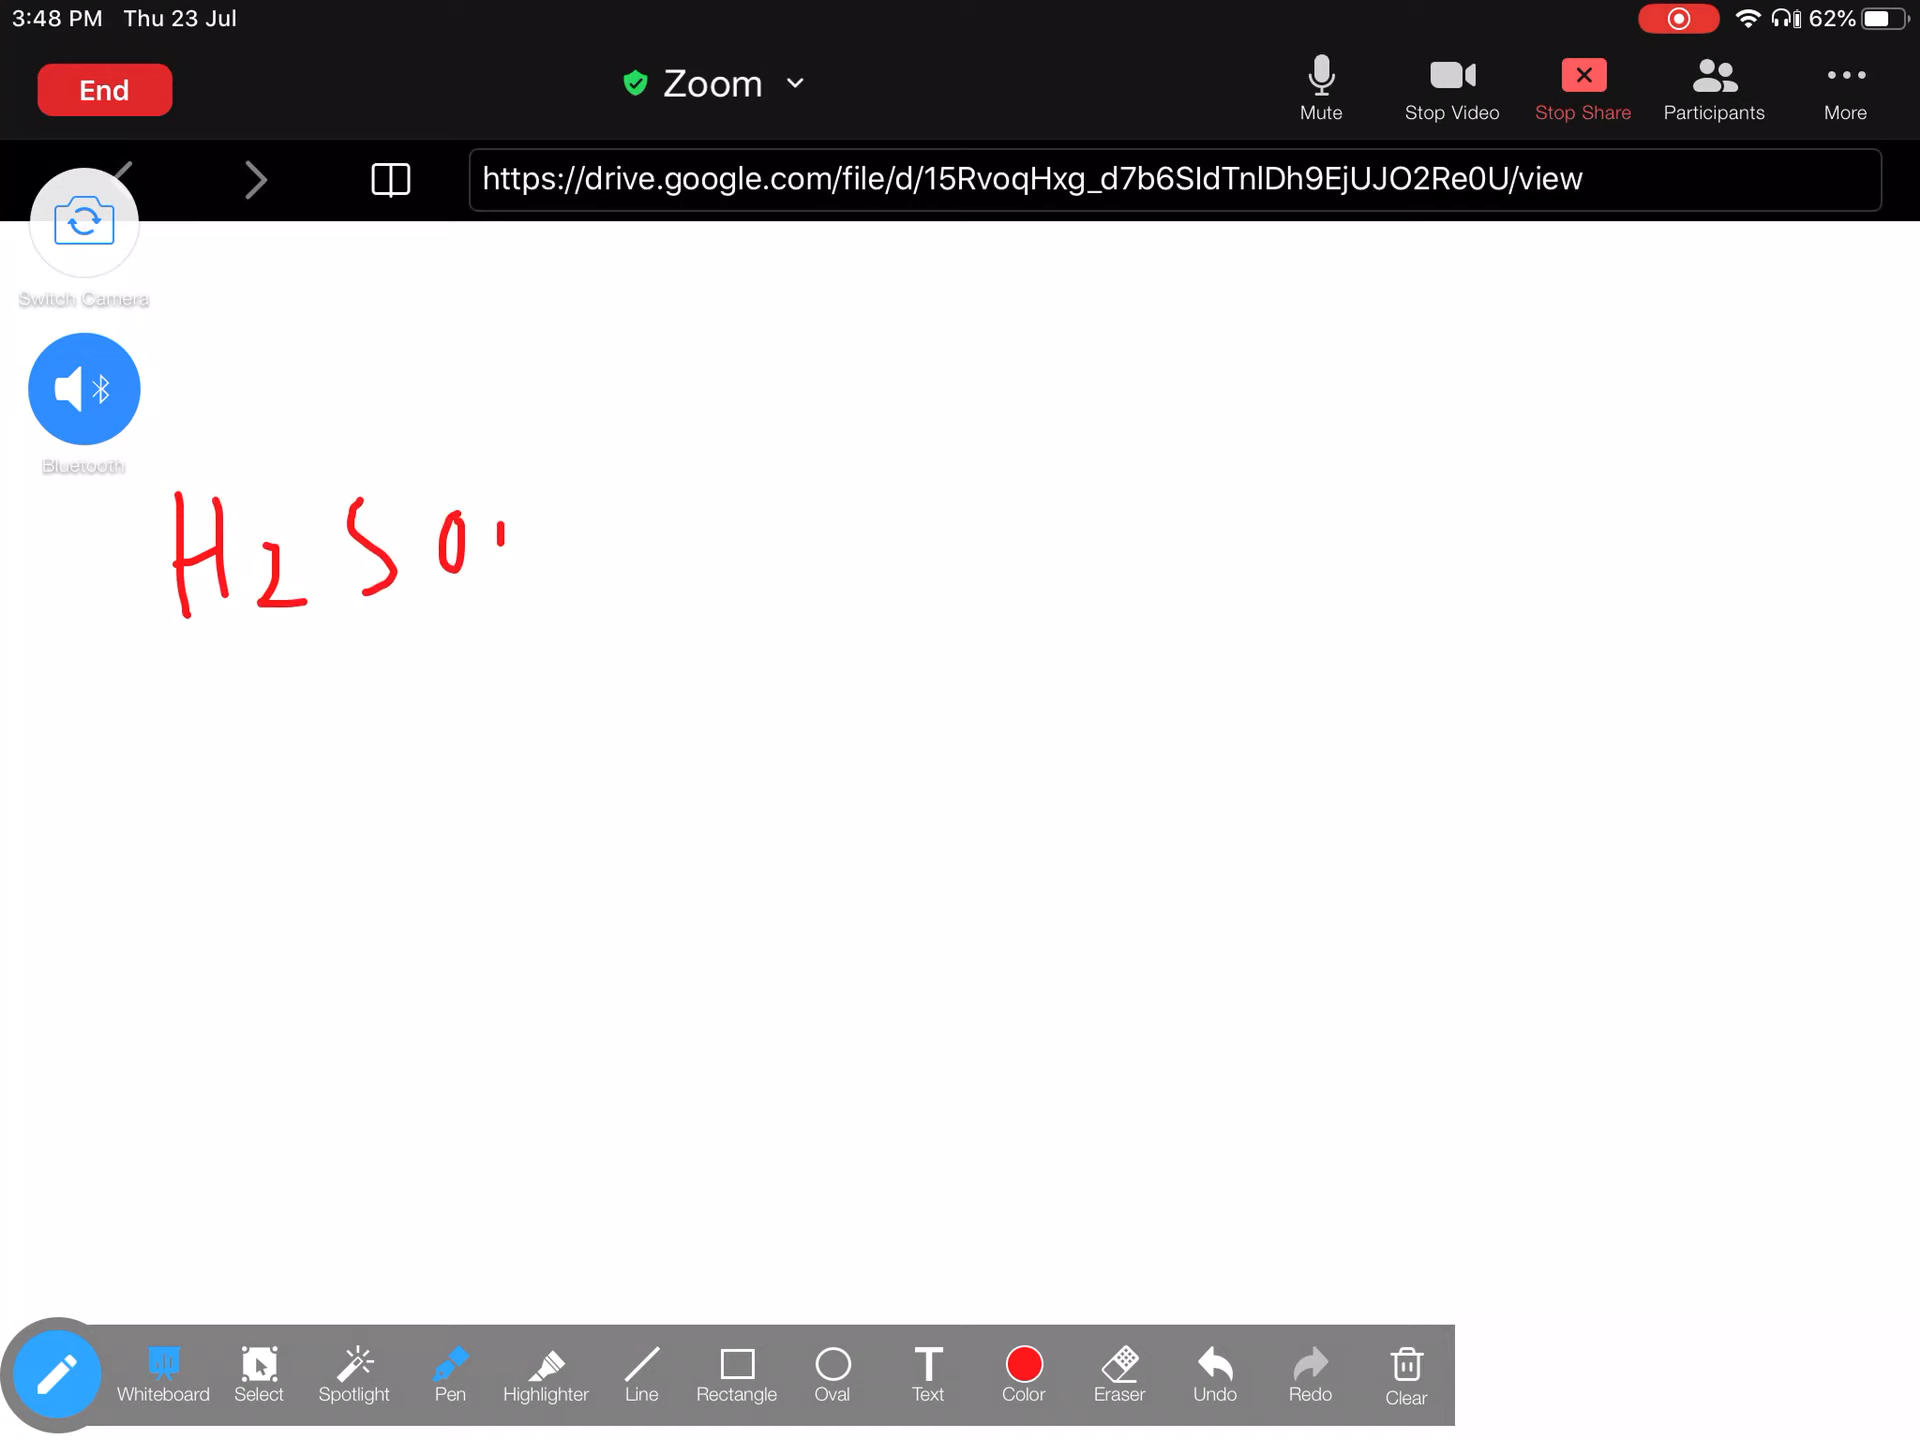 3:48 PM Thu 23 Jul 62%
End Zoom Mute Stop Video Stop Share Participants More
https://drive.google.com/file/d/15RvoqHxg_d7b6SIdTnlDh9EjUJO2Re0U/view
Switch Camera
Bluetooth
H2SO
Whiteboard Select Spotlight Pen Highlighter Line Rectangle Oval Text Color Eraser Undo Redo Clear